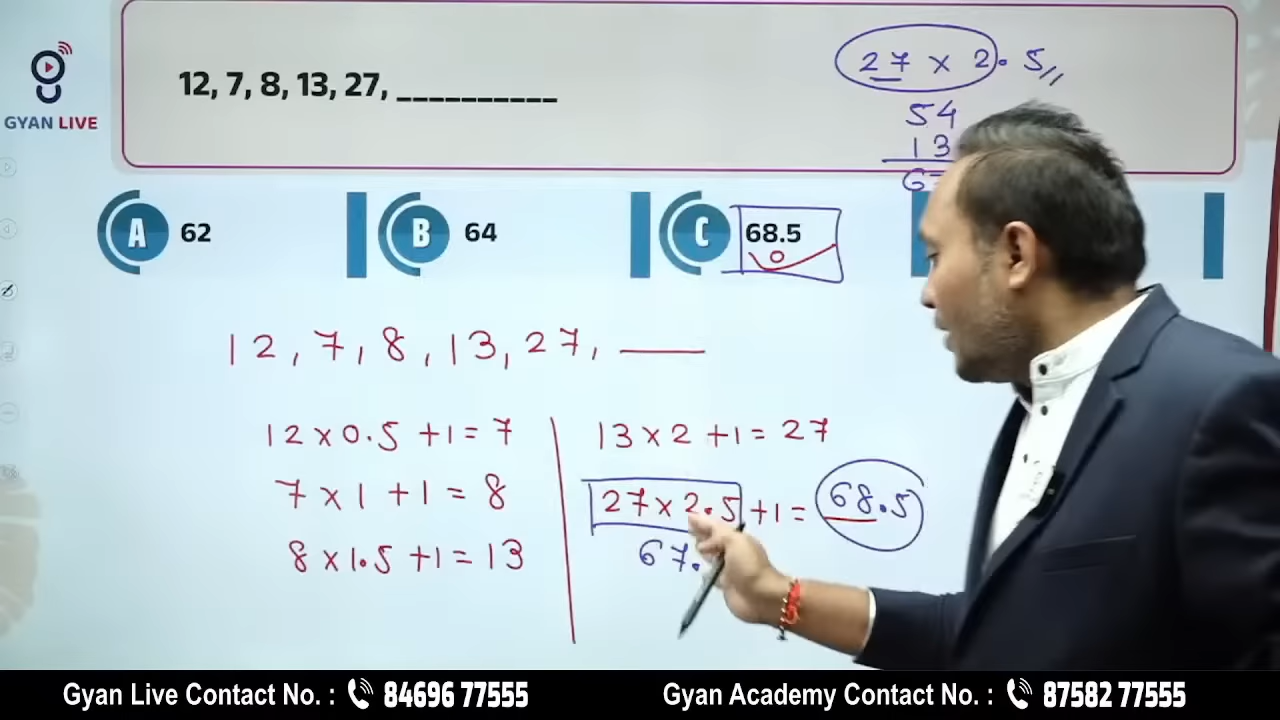 GYAN LIVE
12, 7, 8, 13, 27, __________
27 × 2.5
54
13
A 62
B 64
C 68.5
12, 7, 8, 13, 27, ____
12 × 0.5 + 1 = 7
7 × 1 + 1 = 8
8 × 1.5 + 1 = 13
13 × 2 + 1 = 27
27 × 2.5 + 1 = 68.5
67.
Gyan Live Contact No. : 84696 77555
Gyan Academy Contact No. : 87582 77555